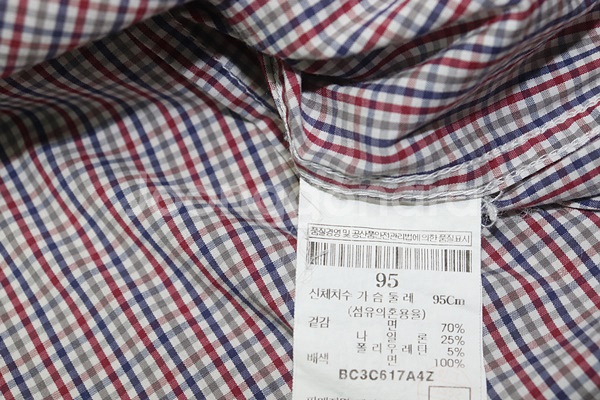 품질경영 및 공산품안전관리법에 의한 품질표시
95
신체치수 가슴둘레 95Cm
(섬유의혼용율)
겉감 면 70%
나일론 25%
폴리우레탄 5%
배색 면 100%
BC3C617A4Z